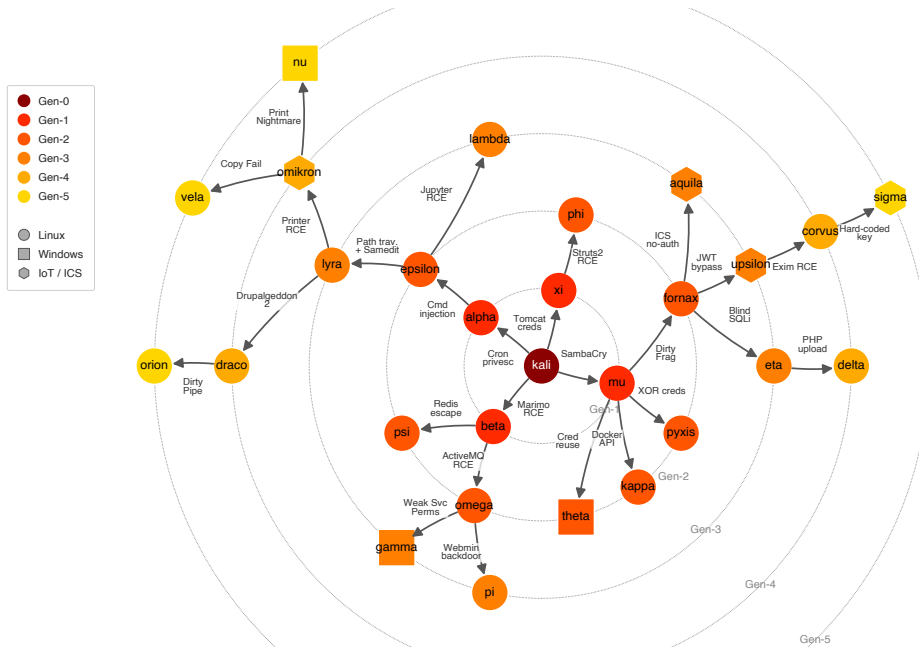 nu
Gen-0
Gen-1
Gen-2
Gen-3
Gen-4
Gen-5
Linux
Windows
IoT / ICS
Print
Nightmare
lambda
Copy Fail
omikron
vela
Jupyter
RCE
aquila
sigma
phi
Printer
RCE
ICS
no-auth
corvus
Hard-coded
key
Path trav.
+ Samedit
Struts2
RCE
lyra
epsilon
JWT
bypass
upsilon
Exim RCE
xi
fornax
Drupalgeddon
2
Cmd
injection
alpha
Tomcat
creds
Blind
SQLi
Cron
privesc
SambaCry
Dirty
Frag
PHP
upload
orion
draco
kali
eta
delta
Dirty
Pipe
mu
XOR creds
Redis
escape
Marimo
RCE
Gen-1
psi
beta
Cred
reuse
Docker
API
pyxis
ActiveMQ
RCE
Gen-2
kappa
Weak Svc
Perms
omega
theta
Gen-3
gamma
Webmin
backdoor
pi
Gen-4
Gen-5